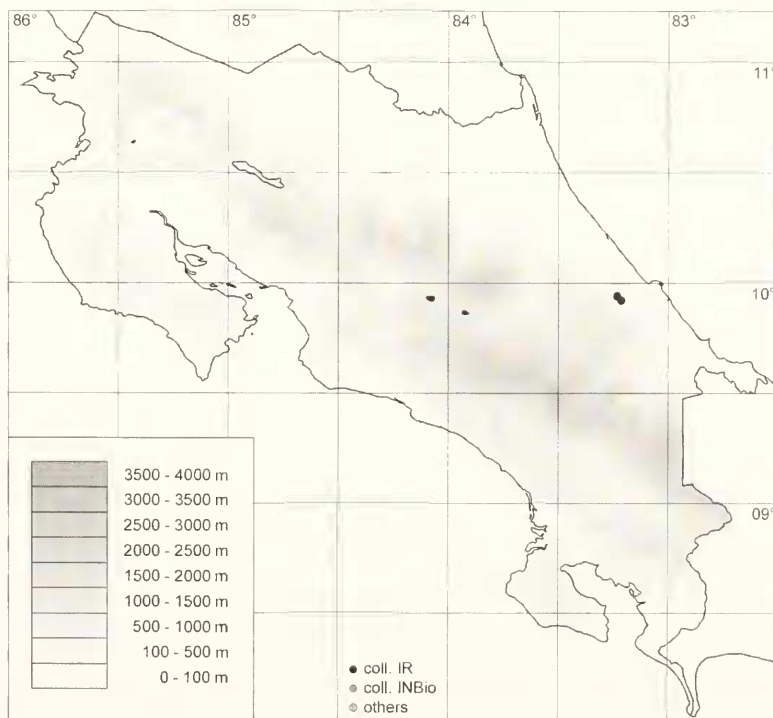 86° 85° 84° 83°
11°
10°
09°
3500 - 4000 m
3000 - 3500 m
2500 - 3000 m
2000 - 2500 m
1500 - 2000 m
1000 - 1500 m
500 - 1000 m
100 - 500 m
0 - 100 m
coll. IR
coll. INBio
others